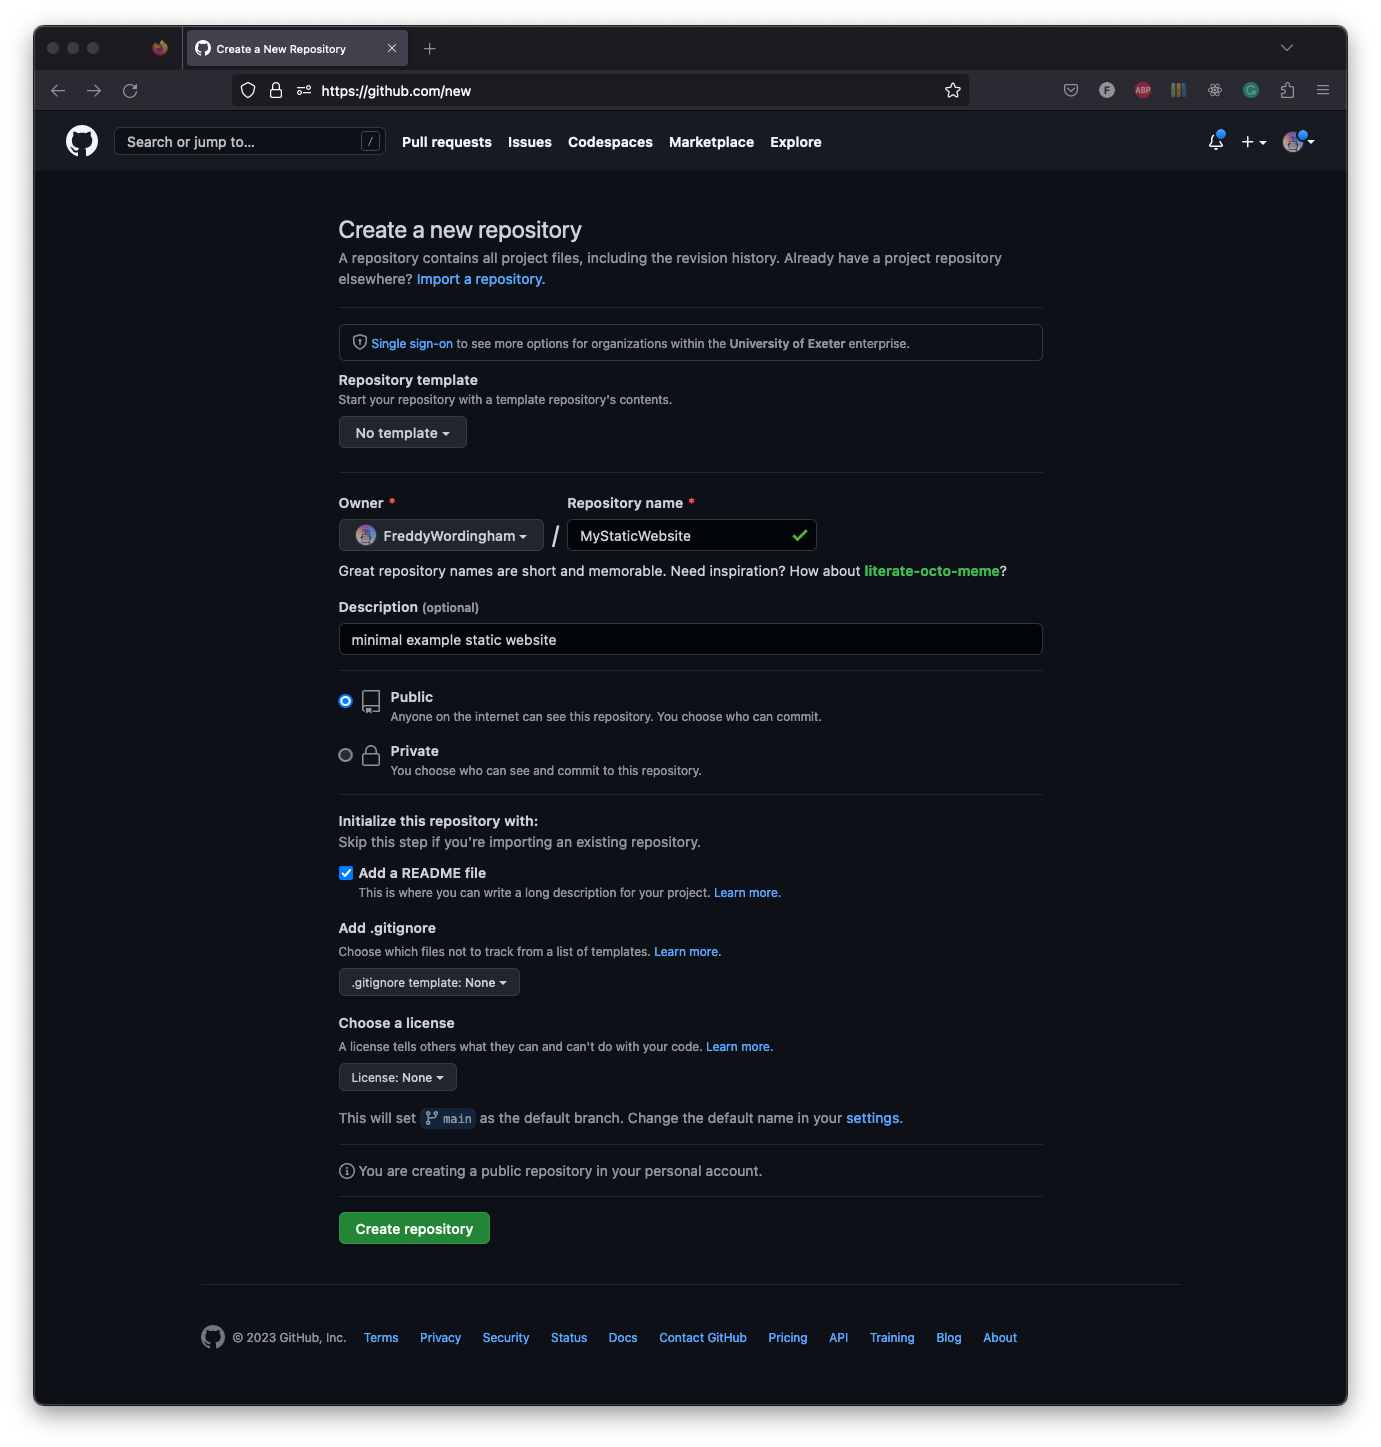 Create a New Repository
https://github.com/new
F
ABP
G
Search or jump to... /
Pull requests Issues Codespaces Marketplace Explore
Create a new repository
A repository contains all project files, including the revision history. Already have a project repository
elsewhere? Import a repository.
Single sign-on to see more options for organizations within the University of Exeter enterprise.
Repository template
Start your repository with a template repository's contents.
No template
Owner * Repository name *
FreddyWordingham / MyStaticWebsite
Great repository names are short and memorable. Need inspiration? How about literate-octo-meme?
Description (optional)
minimal example static website
Public
Anyone on the internet can see this repository. You choose who can commit.
Private
You choose who can see and commit to this repository.
Initialize this repository with:
Skip this step if you’re importing an existing repository.
Add a README file
This is where you can write a long description for your project. Learn more.
Add .gitignore
Choose which files not to track from a list of templates. Learn more.
.gitignore template: None
Choose a license
A license tells others what they can and can't do with your code. Learn more.
License: None
This will set main as the default branch. Change the default name in your settings.
You are creating a public repository in your personal account.
Create repository
© 2023 GitHub, Inc. Terms Privacy Security Status Docs Contact GitHub Pricing API Training Blog About